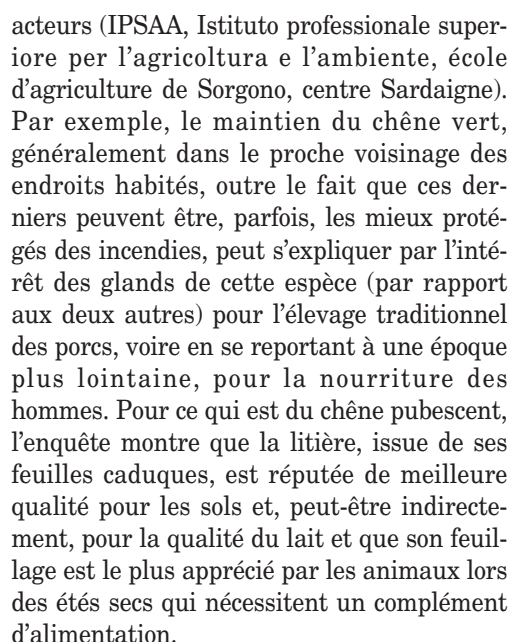 acteurs (IPSAA, Istituto professionale super-
iore per l'agricoltura e l'ambiente, école
d'agriculture de Sorgono, centre Sardaigne).
Par exemple, le maintien du chêne vert,
généralement dans le proche voisinage des
endroits habités, outre le fait que ces der-
niers peuvent être, parfois, les mieux proté-
gés des incendies, peut s'expliquer par l'inté-
rêt des glands de cette espèce (par rapport
aux deux autres) pour l'élevage traditionnel
des porcs, voire en se reportant à une époque
plus lointaine, pour la nourriture des
hommes. Pour ce qui est du chêne pubescent,
l'enquête montre que la litière, issue de ses
feuilles caduques, est réputée de meilleure
qualité pour les sols et, peut-être indirecte-
ment, pour la qualité du lait et que son feuil-
lage est le plus apprécié par les animaux lors
des étés secs qui nécessitent un complément
d'alimentation.